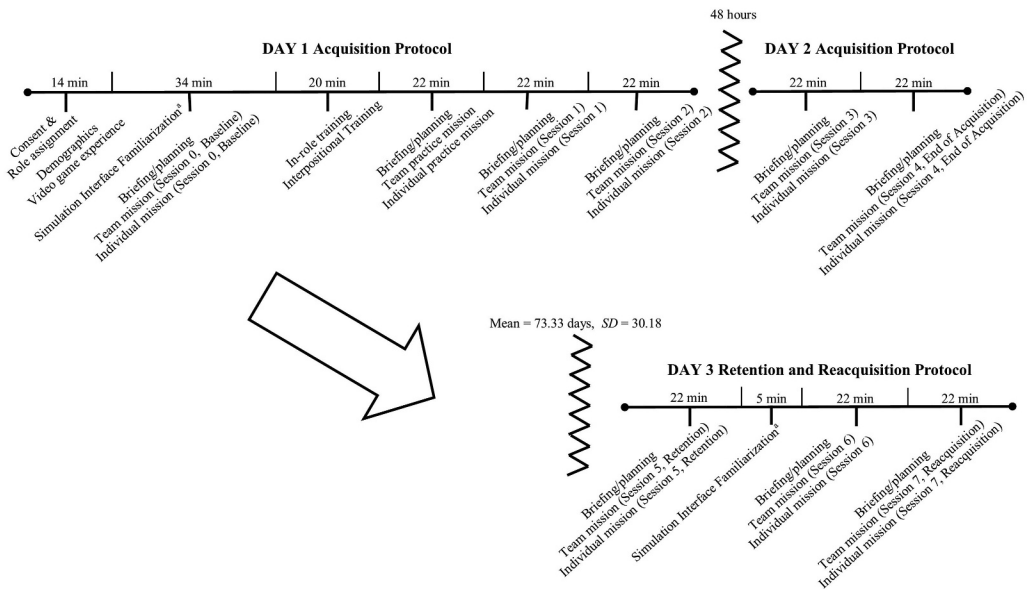 48 hours
DAY 1 Acquisition Protocol
DAY 2 Acquisition Protocol
14 min
34 min
20 min
22 min
22 min
22 min
22 min
22 min
Consent &
Role assignment
Demographics
Video game experience
Simulation Interface Familiarizationᵃ
Briefing/planning
Team mission (Session 0, Baseline)
Individual mission (Session 0, Baseline)
In-role training
Interpositional Training
Briefing/planning
Team practice mission
Individual practice mission
Briefing/planning
Team mission (Session 1)
Individual mission (Session 1)
Briefing/planning
Team mission (Session 2)
Individual mission (Session 2)
Briefing/planning
Team mission (Session 3)
Individual mission (Session 3)
Briefing/planning
Team mission (Session 4, End of Acquisition)
Individual mission (Session 4, End of Acquisition)
Mean = 73.33 days, SD = 30.18
DAY 3 Retention and Reacquisition Protocol
22 min
5 min
22 min
22 min
Briefing/planning
Team mission (Session 5, Retention)
Individual mission (Session 5, Retention)
Simulation Interface Familiarizationᵃ
Briefing/planning
Team mission (Session 6)
Individual mission (Session 6)
Briefing/planning
Team mission (Session 7, Reacquisition)
Individual mission (Session 7, Reacquisition)